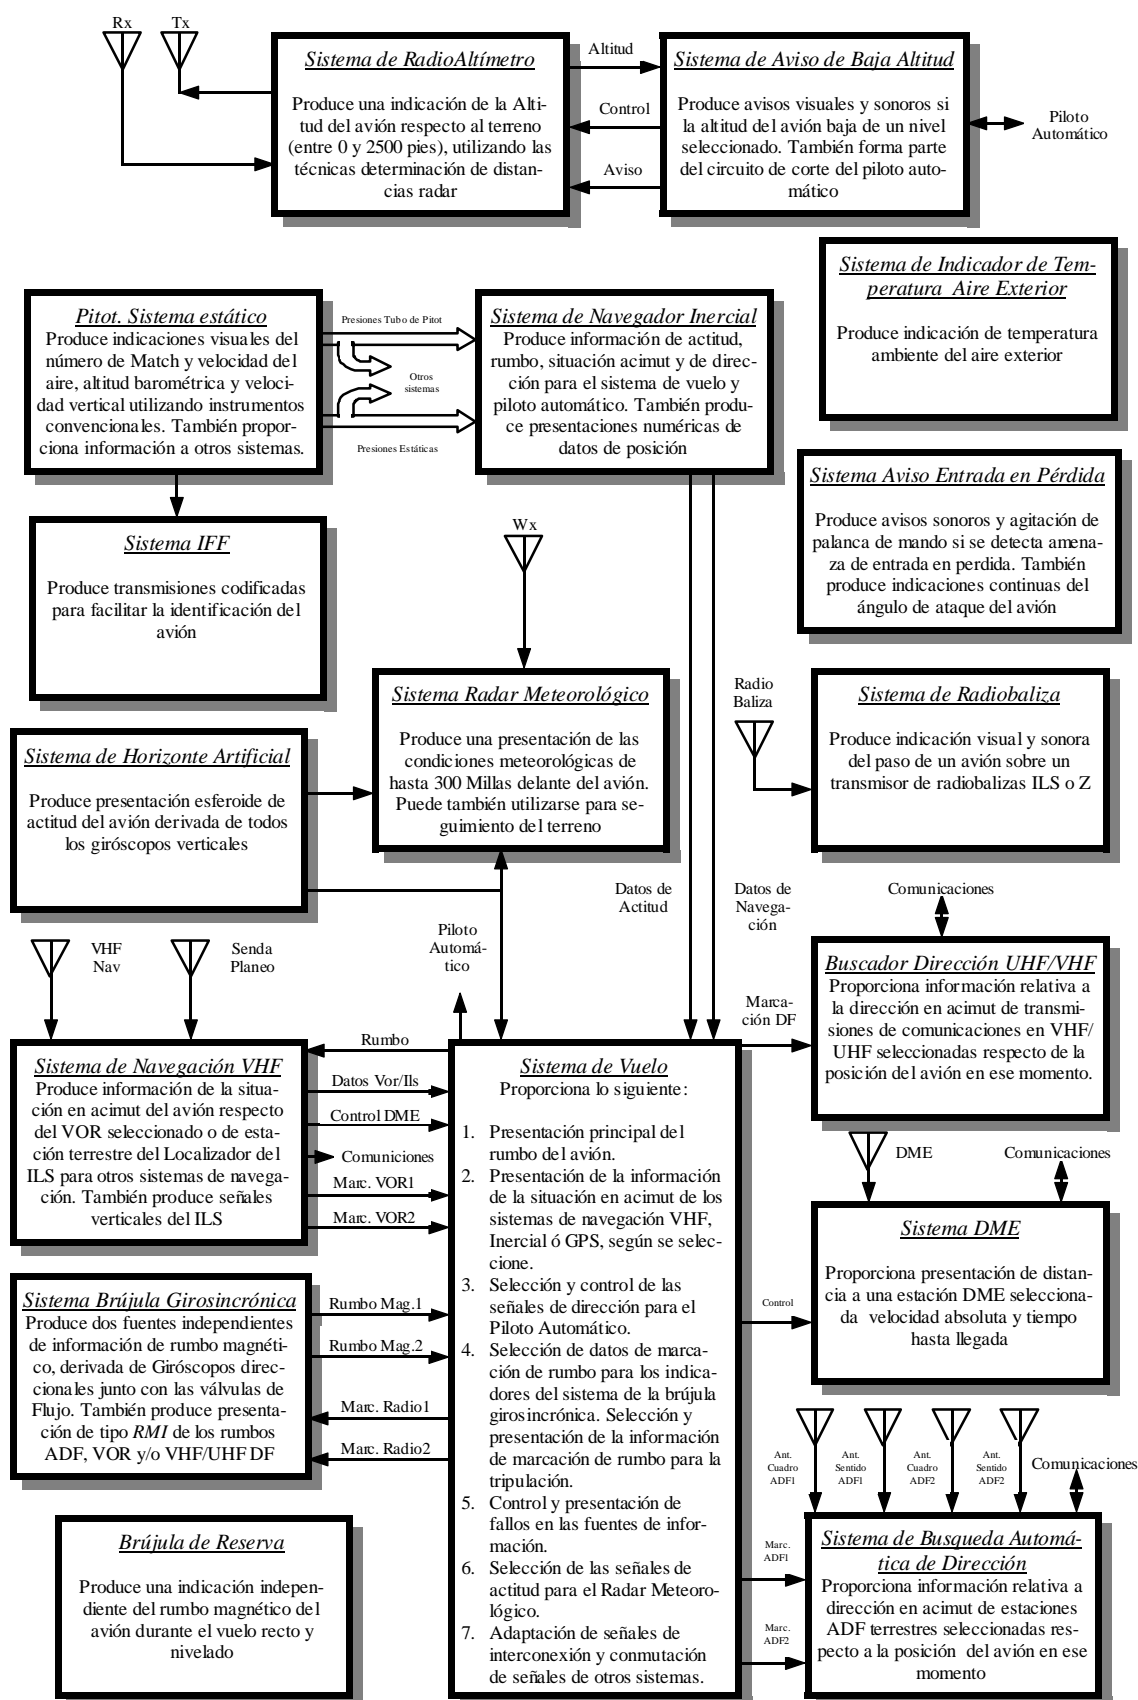 Rx
Tx
Sistema de RadioAltímetro
Produce una indicación de la Alti-
tud del avión respecto al terreno
(entre 0 y 2500 pies), utilizando las
técnicas determinación de distan-
cias radar
Altitud
Control
Aviso
Sistema de Aviso de Baja Altitud
Produce avisos visuales y sonoros si
la altitud del avión baja de un nivel
seleccionado. También forma parte
del circuito de corte del piloto auto-
mático
Piloto
Automático
Sistema de Indicador de Tem-
peratura Aire Exterior
Produce indicación de temperatura
ambiente del aire exterior
Pitot. Sistema estático
Produce indicaciones visuales del
número de Match y velocidad del
aire, altitud barométrica y veloci-
dad vertical utilizando instrumentos
convencionales. También propor-
ciona información a otros sistemas.
Presiones Tubo de Pitot
Otros
sistemas
Presiones Estáticas
Sistema de Navegador Inercial
Produce información de actitud,
rumbo, situación acimut y de direc-
ción para el sistema de vuelo y
piloto automático. También produ-
ce presentaciones numéricas de
datos de posición
Sistema Aviso Entrada en Pérdida
Produce avisos sonoros y agitación de
palanca de mando si se detecta amena-
za de entrada en perdida. También
produce indicaciones continuas del
ángulo de ataque del avión
Sistema IFF
Produce transmisiones codificadas
para facilitar la identificación del
avión
Wx
Sistema Radar Meteorológico
Produce una presentación de las
condiciones meteorológicas de
hasta 300 Millas delante del avión.
Puede también utilizarse para se-
guimiento del terreno
Radio
Baliza
Sistema de Radiobaliza
Produce indicación visual y sonora
del paso de un avión sobre un
transmisor de radiobalizas ILS o Z
Sistema de Horizonte Artificial
Produce presentación esferoide de
actitud del avión derivada de todos
los giróscopos verticales
Datos de
Actitud
Datos de
Navega-
ción
Comunicaciones
Piloto
Automá-
tico
VHF
Nav
Senda
Planeo
Marca-
ción DF
Buscador Dirección UHF/VHF
Proporciona información relativa a
la dirección en acimut de transmi-
siones de comunicaciones en VHF/
UHF seleccionadas respecto de la
posición del avión en ese momento.
Sistema de Navegación VHF
Produce información de la situa-
ción en acimut del avión respecto
del VOR seleccionado o de esta-
ción terrestre del Localizador del
ILS para otros sistemas de navega-
ción. También produce señales
verticales del ILS
Rumbo
Datos Vor/Ils
Control DME
Comuniciones
Marc. VOR1
Marc. VOR2
Sistema de Vuelo
Proporciona lo siguiente:
1. Presentación principal del
rumbo del avión.
2. Presentación de la información
de la situación en acimut de los
sistemas de navegación VHF,
Inercial ó GPS, según se selec-
cione.
3. Selección y control de las
señales de dirección para el
Piloto Automático.
4. Selección de datos de marca-
ción de rumbo para los indica-
dores del sistema de la brújula
girosincrónica. Selección y
presentación de la información
de marcación de rumbo para la
tripulación.
5. Control y presentación de
fallos en las fuentes de infor-
mación.
6. Selección de las señales de
actitud para el Radar Meteoro-
lógico.
7. Adaptación de señales de
interconexión y conmutación
de señales de otros sistemas.
DME
Comunicaciones
Sistema DME
Proporciona presentación de distan-
cia a una estación DME selecciona-
da velocidad absoluta y tiempo
hasta llegada
Control
Sistema Brújula Girosincrónica
Produce dos fuentes independientes
de información de rumbo magnéti-
co, derivada de Giróscopos direc-
cionales junto con las válvulas de
Flujo. También produce presenta-
ción de tipo RMI de los rumbos
ADF, VOR y/o VHF/UHF DF
Rumbo Mag.1
Rumbo Mag.2
Marc. Radio1
Marc. Radio2
Ant.
Cuadro
ADF1
Ant.
Sentido
ADF1
Ant.
Cuadro
ADF2
Ant.
Sentido
ADF2
Comunicaciones
Marc.
ADF1
Marc.
ADF2
Sistema de Busqueda Automá-
tica de Dirección
Proporciona información relativa a
dirección en acimut de estaciones
ADF terrestres seleccionadas res-
pecto a la posición del avión en ese
momento
Brújula de Reserva
Produce una indicación indepen-
diente del rumbo magnético del
avión durante el vuelo recto y
nivelado